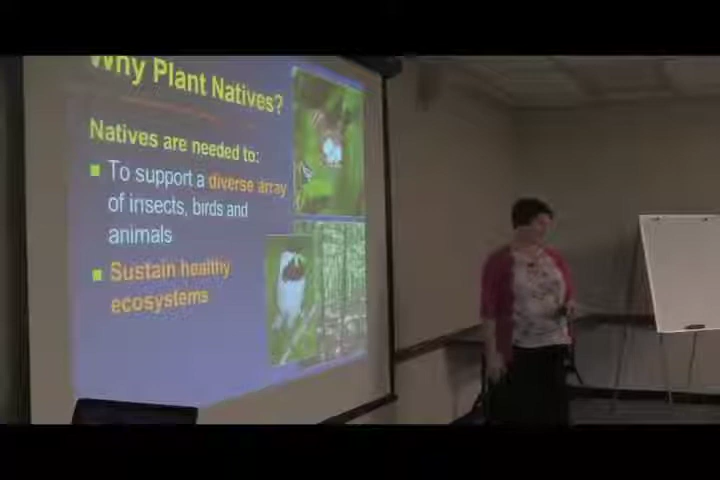 Why Plant Natives?
Natives are needed to:
To support a diverse array
of insects, birds and
animals
Sustain healthy
ecosystems